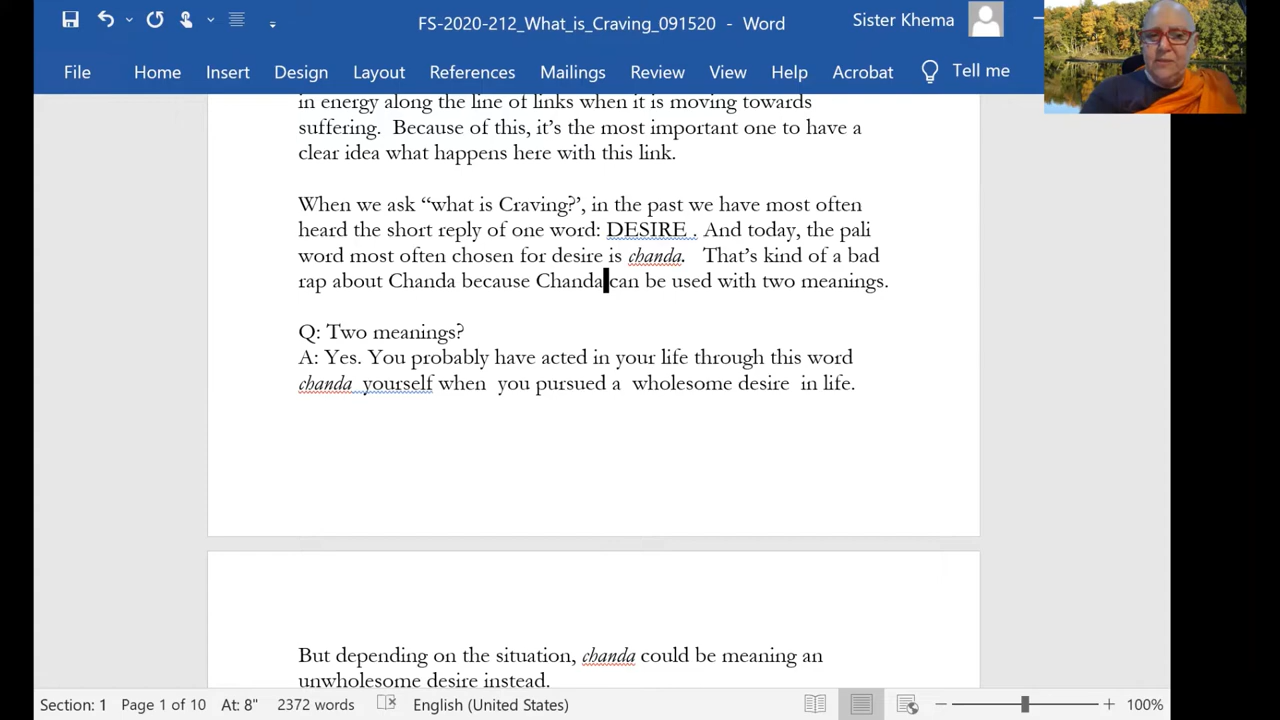 FS-2020-212_What_is_Craving_091520 - Word
Sister Khema
File Home Insert Design Layout References Mailings Review View Help Acrobat Tell me
in energy along the line of links when it is moving towards
suffering. Because of this, it’s the most important one to have a
clear idea what happens here with this link.
When we ask “what is Craving?’, in the past we have most often
heard the short reply of one word: DESIRE . And today, the pali
word most often chosen for desire is chanda. That’s kind of a bad
rap about Chanda because Chanda can be used with two meanings.
Q: Two meanings?
A: Yes. You probably have acted in your life through this word
chanda yourself when you pursued a wholesome desire in life.
But depending on the situation, chanda could be meaning an
unwholesome desire instead.
Section: 1 Page 1 of 10 At: 8" 2372 words English (United States) 100%